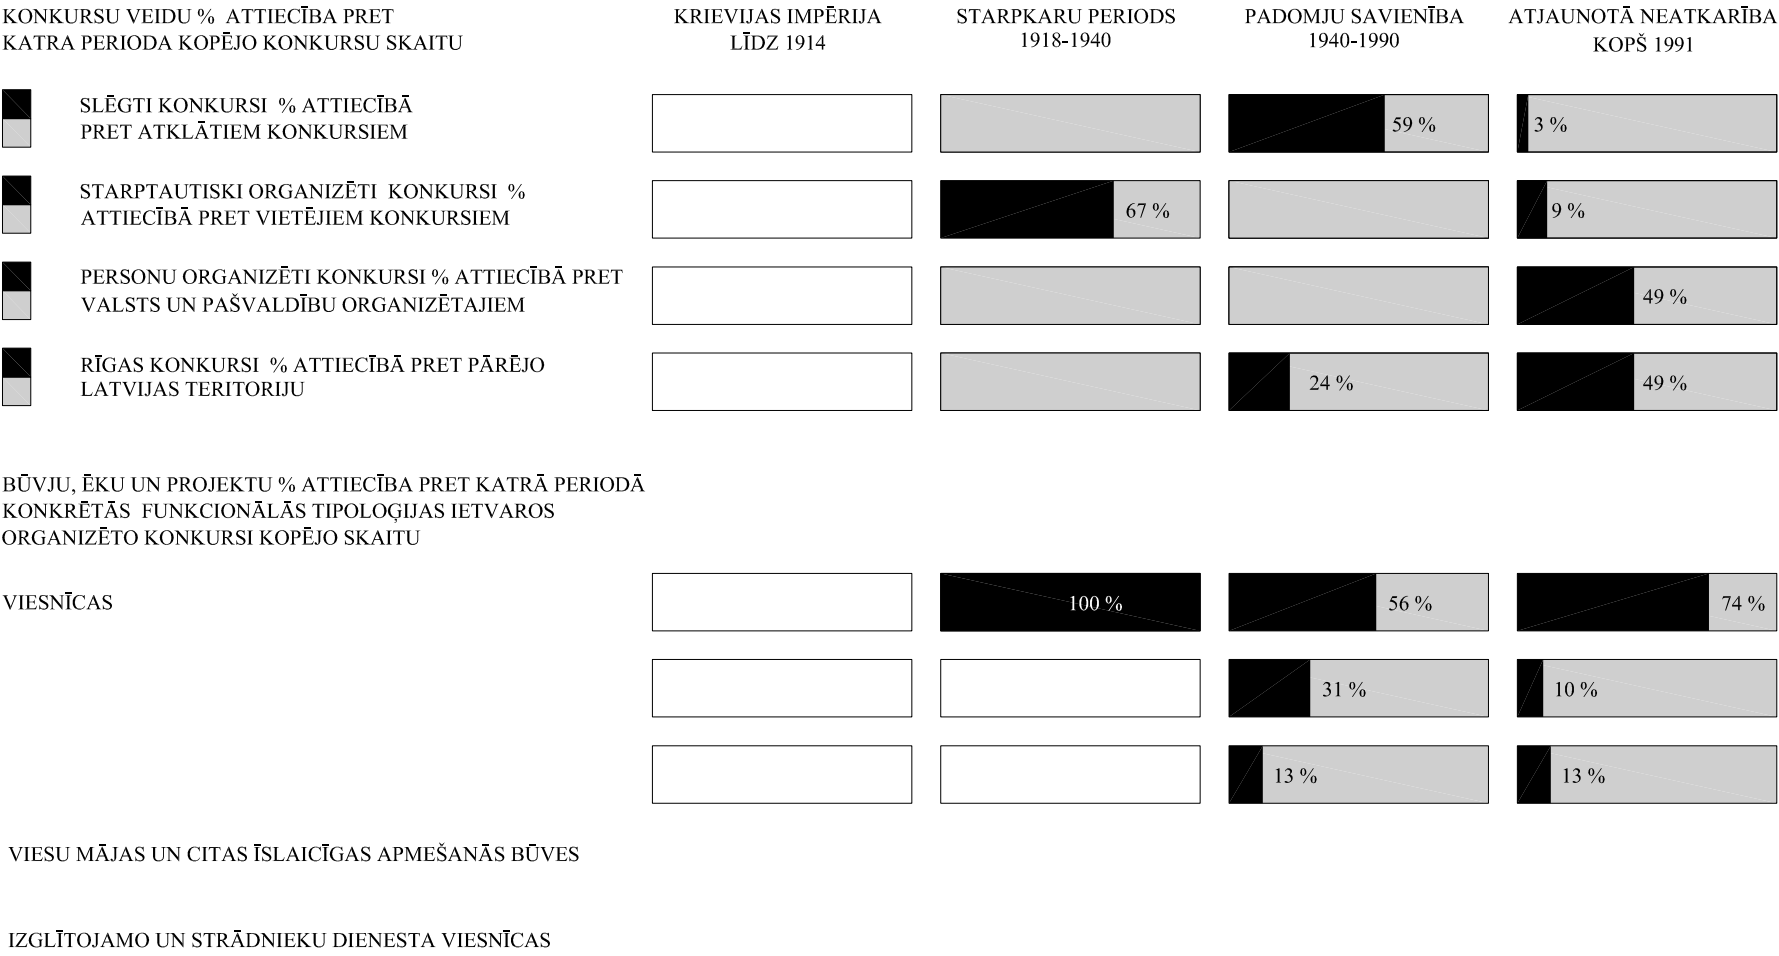 KONKURSU VEIDU % ATTIECĪBA PRET
KATRA PERIODA KOPĒJO KONKURSU SKAITU
KRIEVIJAS IMPĒRIJA
LĪDZ 1914
STARPKARU PERIODS
1918-1940
PADOMJU SAVIENĪBA
1940-1990
ATJAUNOTĀ NEATKARĪBA
KOPŠ 1991
SLĒGTI KONKURSI % ATTIECĪBĀ
PRET ATKLĀTIEM KONKURSIEM
59 %
3 %
STARPTAUTISKI ORGANIZĒTI KONKURSI %
ATTIECĪBĀ PRET VIETĒJIEM KONKURSIEM
67 %
9 %
PERSONU ORGANIZĒTI KONKURSI % ATTIECĪBĀ PRET
VALSTS UN PAŠVALDĪBU ORGANIZĒTAJIEM
49 %
RĪGAS KONKURSI % ATTIECĪBĀ PRET PĀRĒJO
LATVIJAS TERITORIJU
24 %
49 %
BŪVJU, ĒKU UN PROJEKTU % ATTIECĪBA PRET KATRĀ PERIODĀ
KONKRĒTĀS FUNKCIONĀLĀS TIPOLOĢIJAS IETVAROS
ORGANIZĒTO KONKURSI KOPĒJO SKAITU
VIESNĪCAS
100 %
56 %
74 %
31 %
10 %
13 %
13 %
VIESU MĀJAS UN CITAS ĪSLAICĪGAS APMEŠANĀS BŪVES
IZGLĪTOJAMO UN STRĀDNIEKU DIENESTA VIESNĪCAS